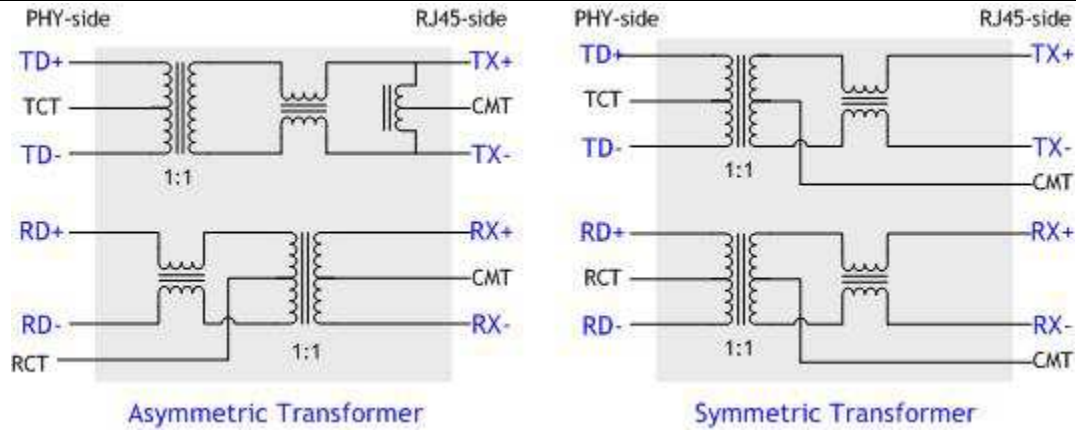 PHY-side RJ45-side
TD+ TX+
TCT CMT
TD- TX-
1:1
RD+ RX+
CMT
RD- RX-
RCT 1:1
Asymmetric Transformer
PHY-side RJ45-side
TD+ TX+
TCT
TD- TX-
1:1 CMT
RD+ RX+
RCT
RD- RX-
1:1 CMT
Symmetric Transformer